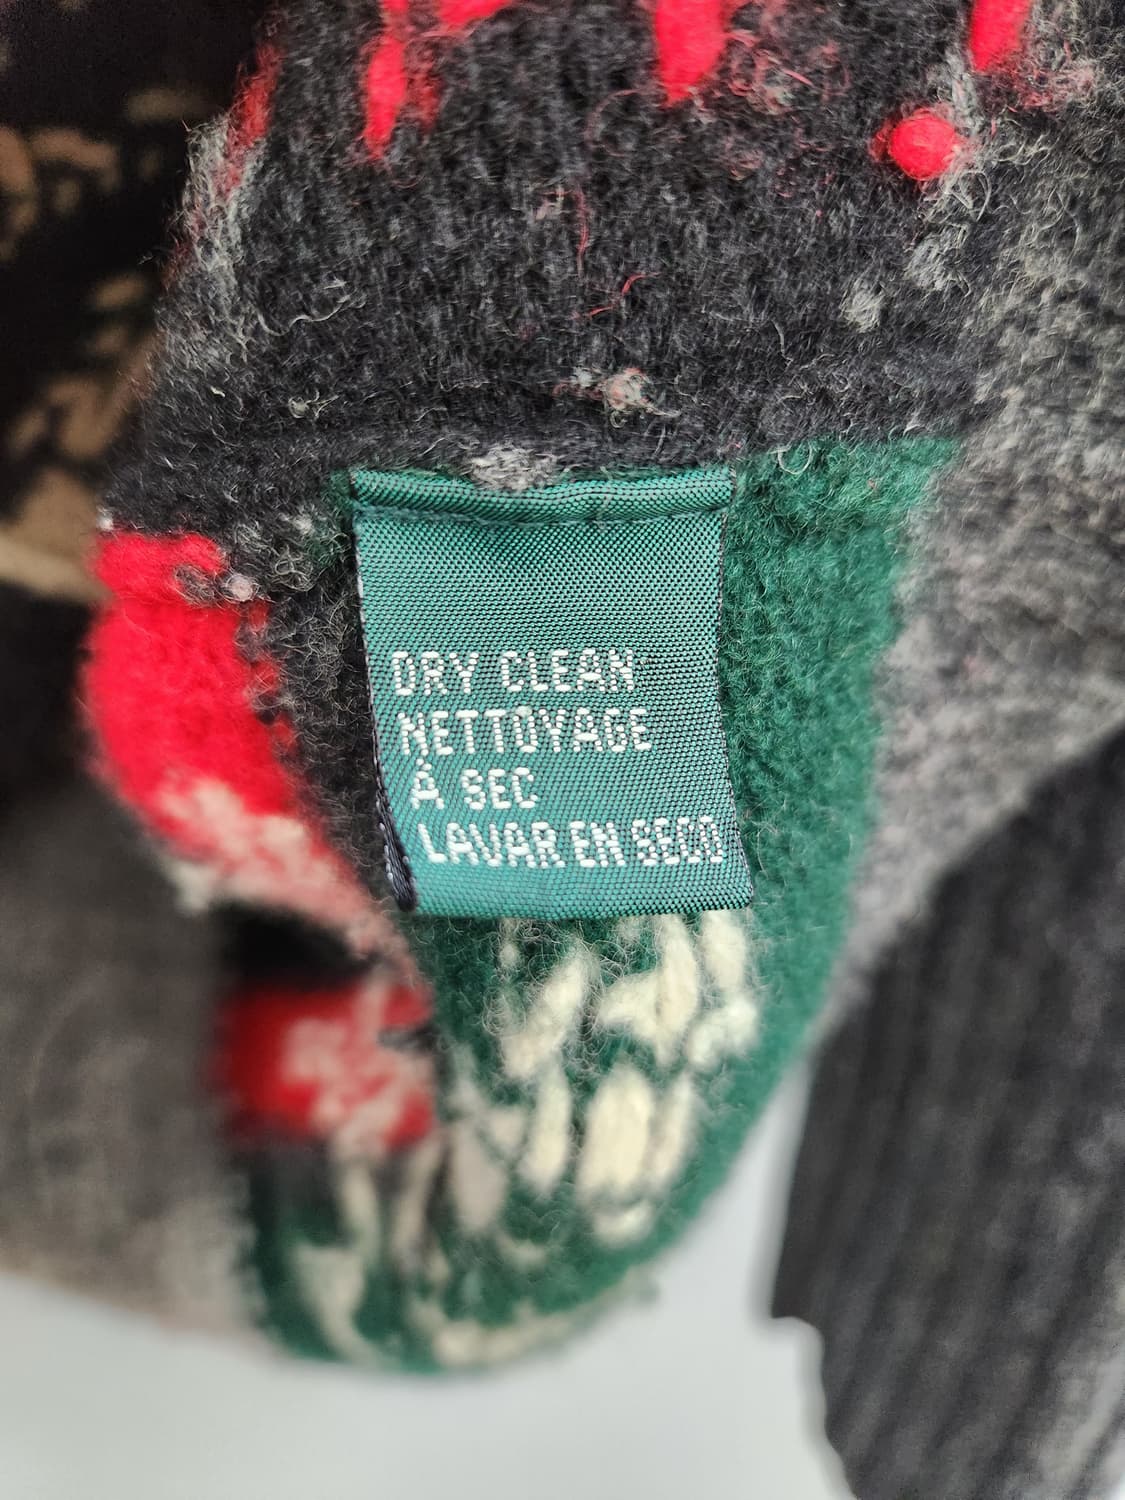 DRY CLEAN
NETTOYAGE
À SEC
LAVAR EN SECO